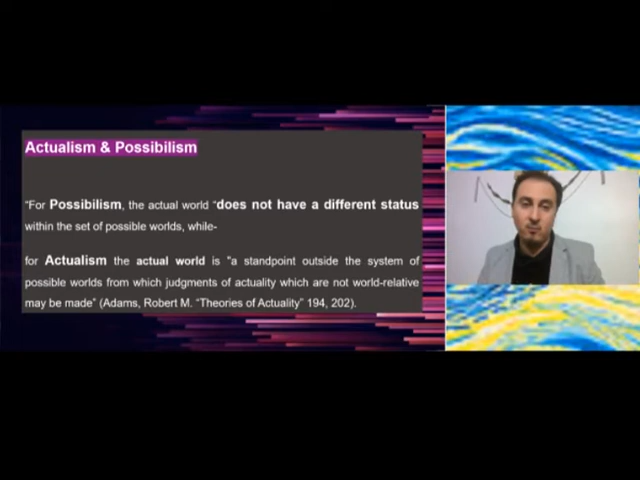 Actualism & Possibilism
“For Possibilism, the actual world “does not have a different status
within the set of possible worlds, while-
for Actualism the actual world is "a standpoint outside the system of
possible worlds from which judgments of actuality which are not world-relative
may be made” (Adams, Robert M. “Theories of Actuality” 194, 202).